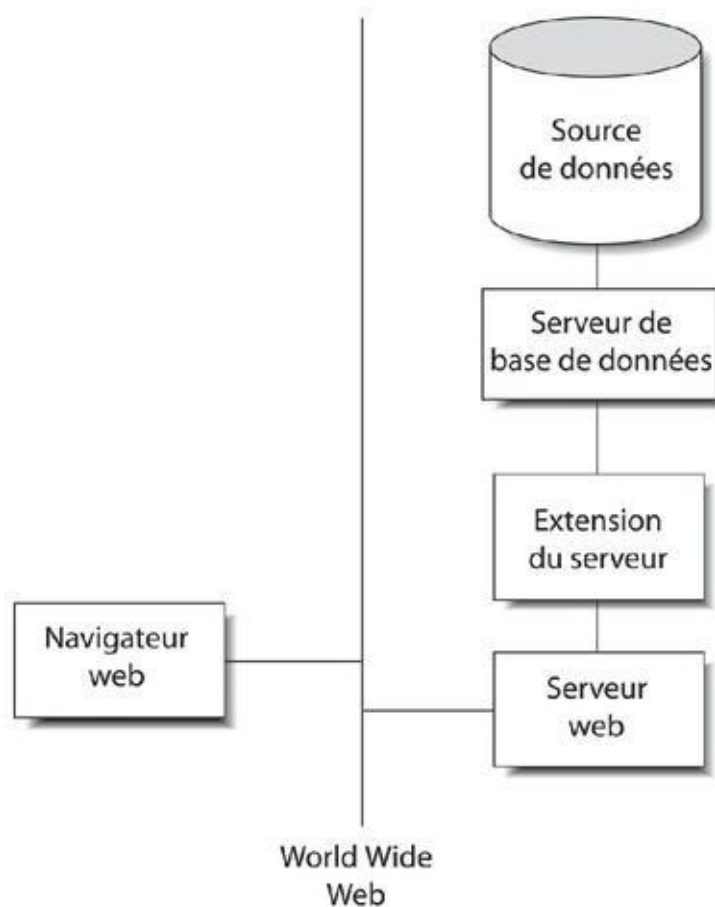 Source
de données
Serveur de
base de données
Extension
du serveur
Navigateur
web
Serveur
web
World Wide
Web